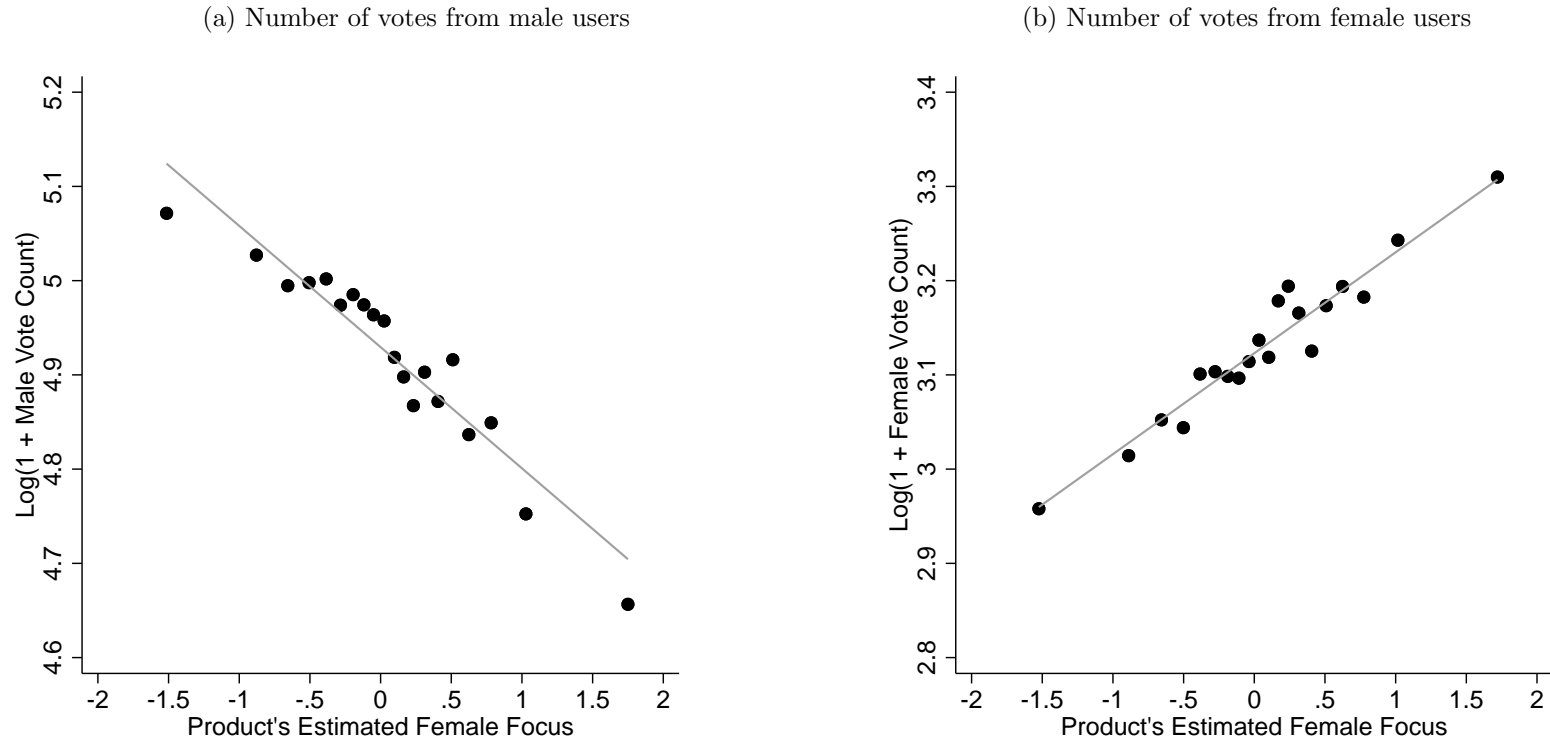 (a) Number of votes from male users
Log(1 + Male Vote Count)
5.2
5.1
5
4.9
4.8
4.7
4.6
-2 -1.5 -1 -.5 0 .5 1 1.5 2
Product's Estimated Female Focus
(b) Number of votes from female users
Log(1 + Female Vote Count)
3.4
3.3
3.2
3.1
3
2.9
2.8
-2 -1.5 -1 -.5 0 .5 1 1.5 2
Product's Estimated Female Focus